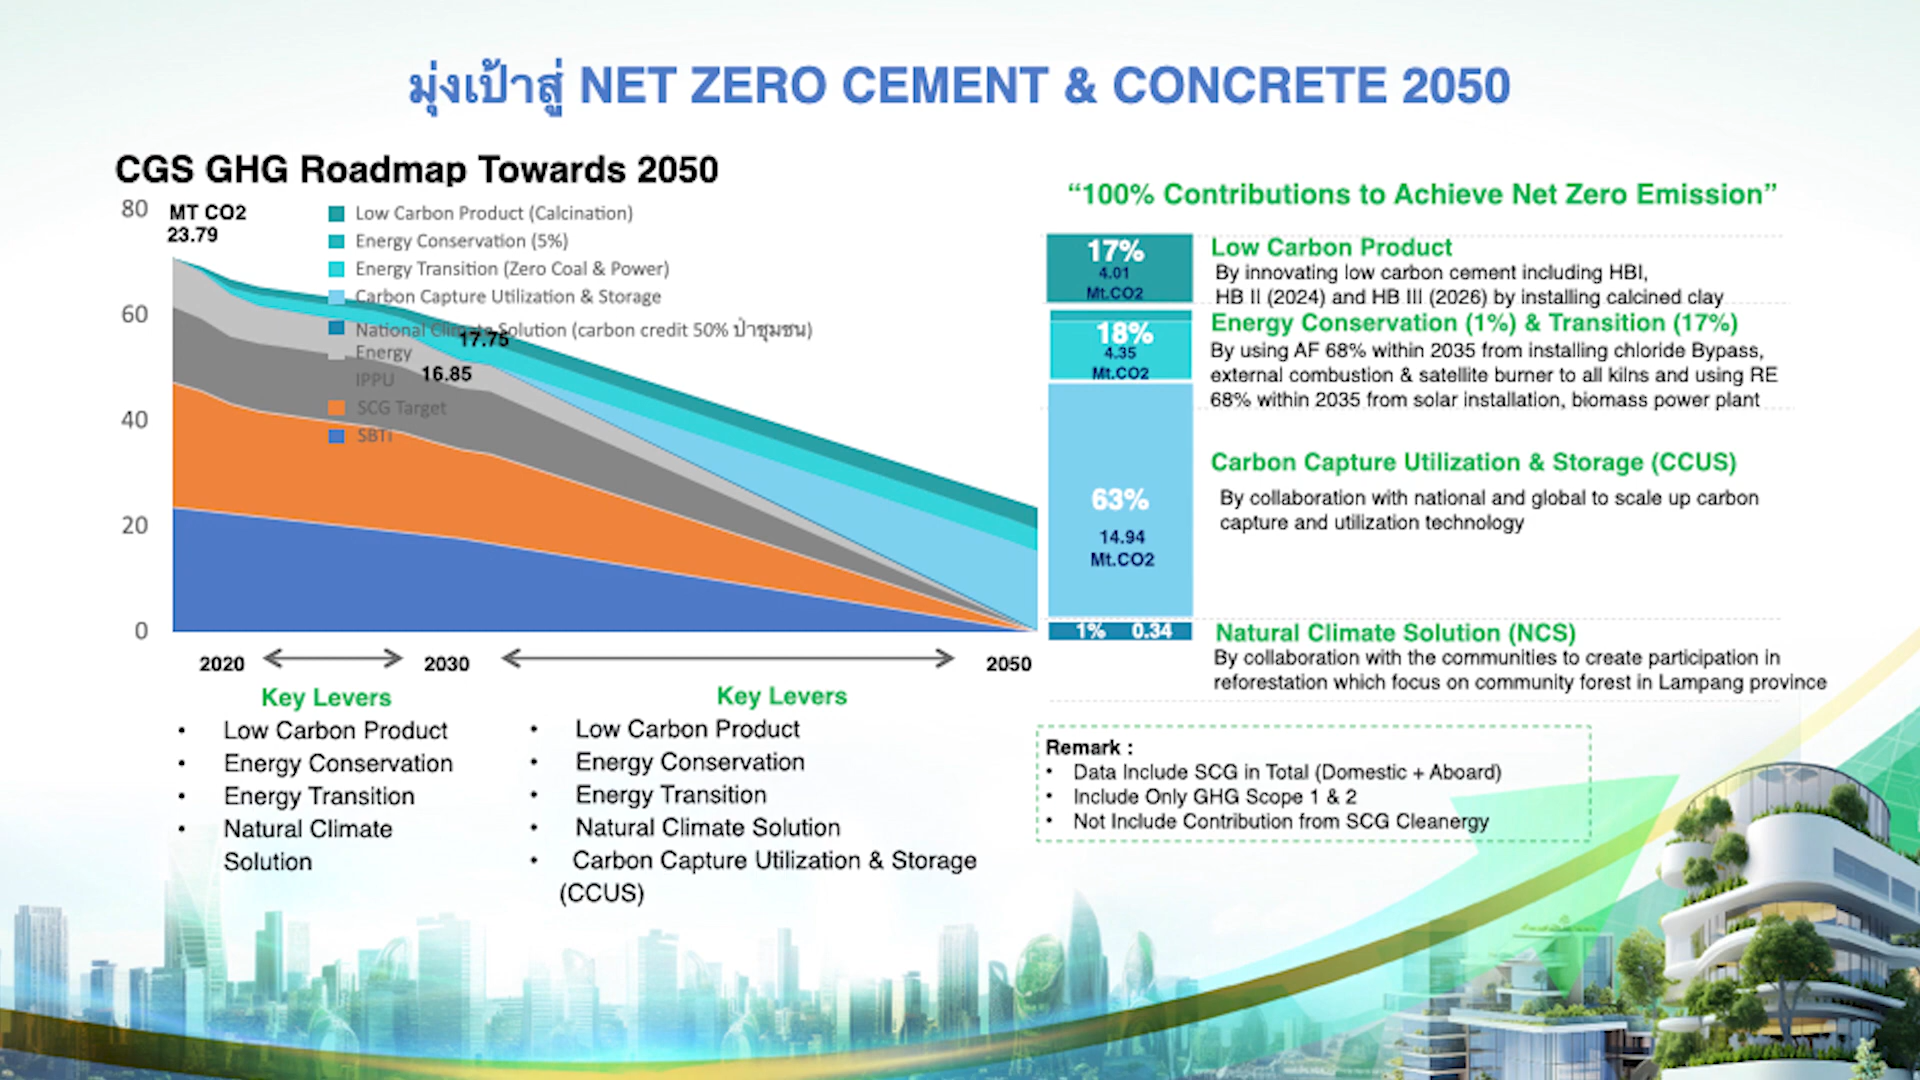 มุ่งเป้าสู่ NET ZERO CEMENT & CONCRETE 2050
CGS GHG Roadmap Towards 2050
80
60
40
20
0
MT CO2
23.79
Low Carbon Product (Calcination)
Energy Conservation (5%)
Energy Transition (Zero Coal & Power)
Carbon Capture Utilization & Storage
National Climate Solution (carbon credit 50% ป่าชุมชน)
Energy
IPPU
SCG Target
SBTi
17.75
16.85
2020
2030
2050
Key Levers
• Low Carbon Product
• Energy Conservation
• Energy Transition
• Natural Climate
Solution
Key Levers
• Low Carbon Product
• Energy Conservation
• Energy Transition
• Natural Climate Solution
• Carbon Capture Utilization & Storage
(CCUS)
“100% Contributions to Achieve Net Zero Emission”
17%
4.01
Mt.CO2
Low Carbon Product
By innovating low carbon cement including HBI,
HB II (2024) and HB III (2026) by installing calcined clay
18%
4.35
Mt.CO2
Energy Conservation (1%) & Transition (17%)
By using AF 68% within 2035 from installing chloride Bypass,
external combustion & satellite burner to all kilns and using RE
68% within 2035 from solar installation, biomass power plant
63%
14.94
Mt.CO2
Carbon Capture Utilization & Storage (CCUS)
By collaboration with national and global to scale up carbon
capture and utilization technology
1% 0.34
Natural Climate Solution (NCS)
By collaboration with the communities to create participation in
reforestation which focus on community forest in Lampang province
Remark :
• Data Include SCG in Total (Domestic + Aboard)
• Include Only GHG Scope 1 & 2
• Not Include Contribution from SCG Cleanergy